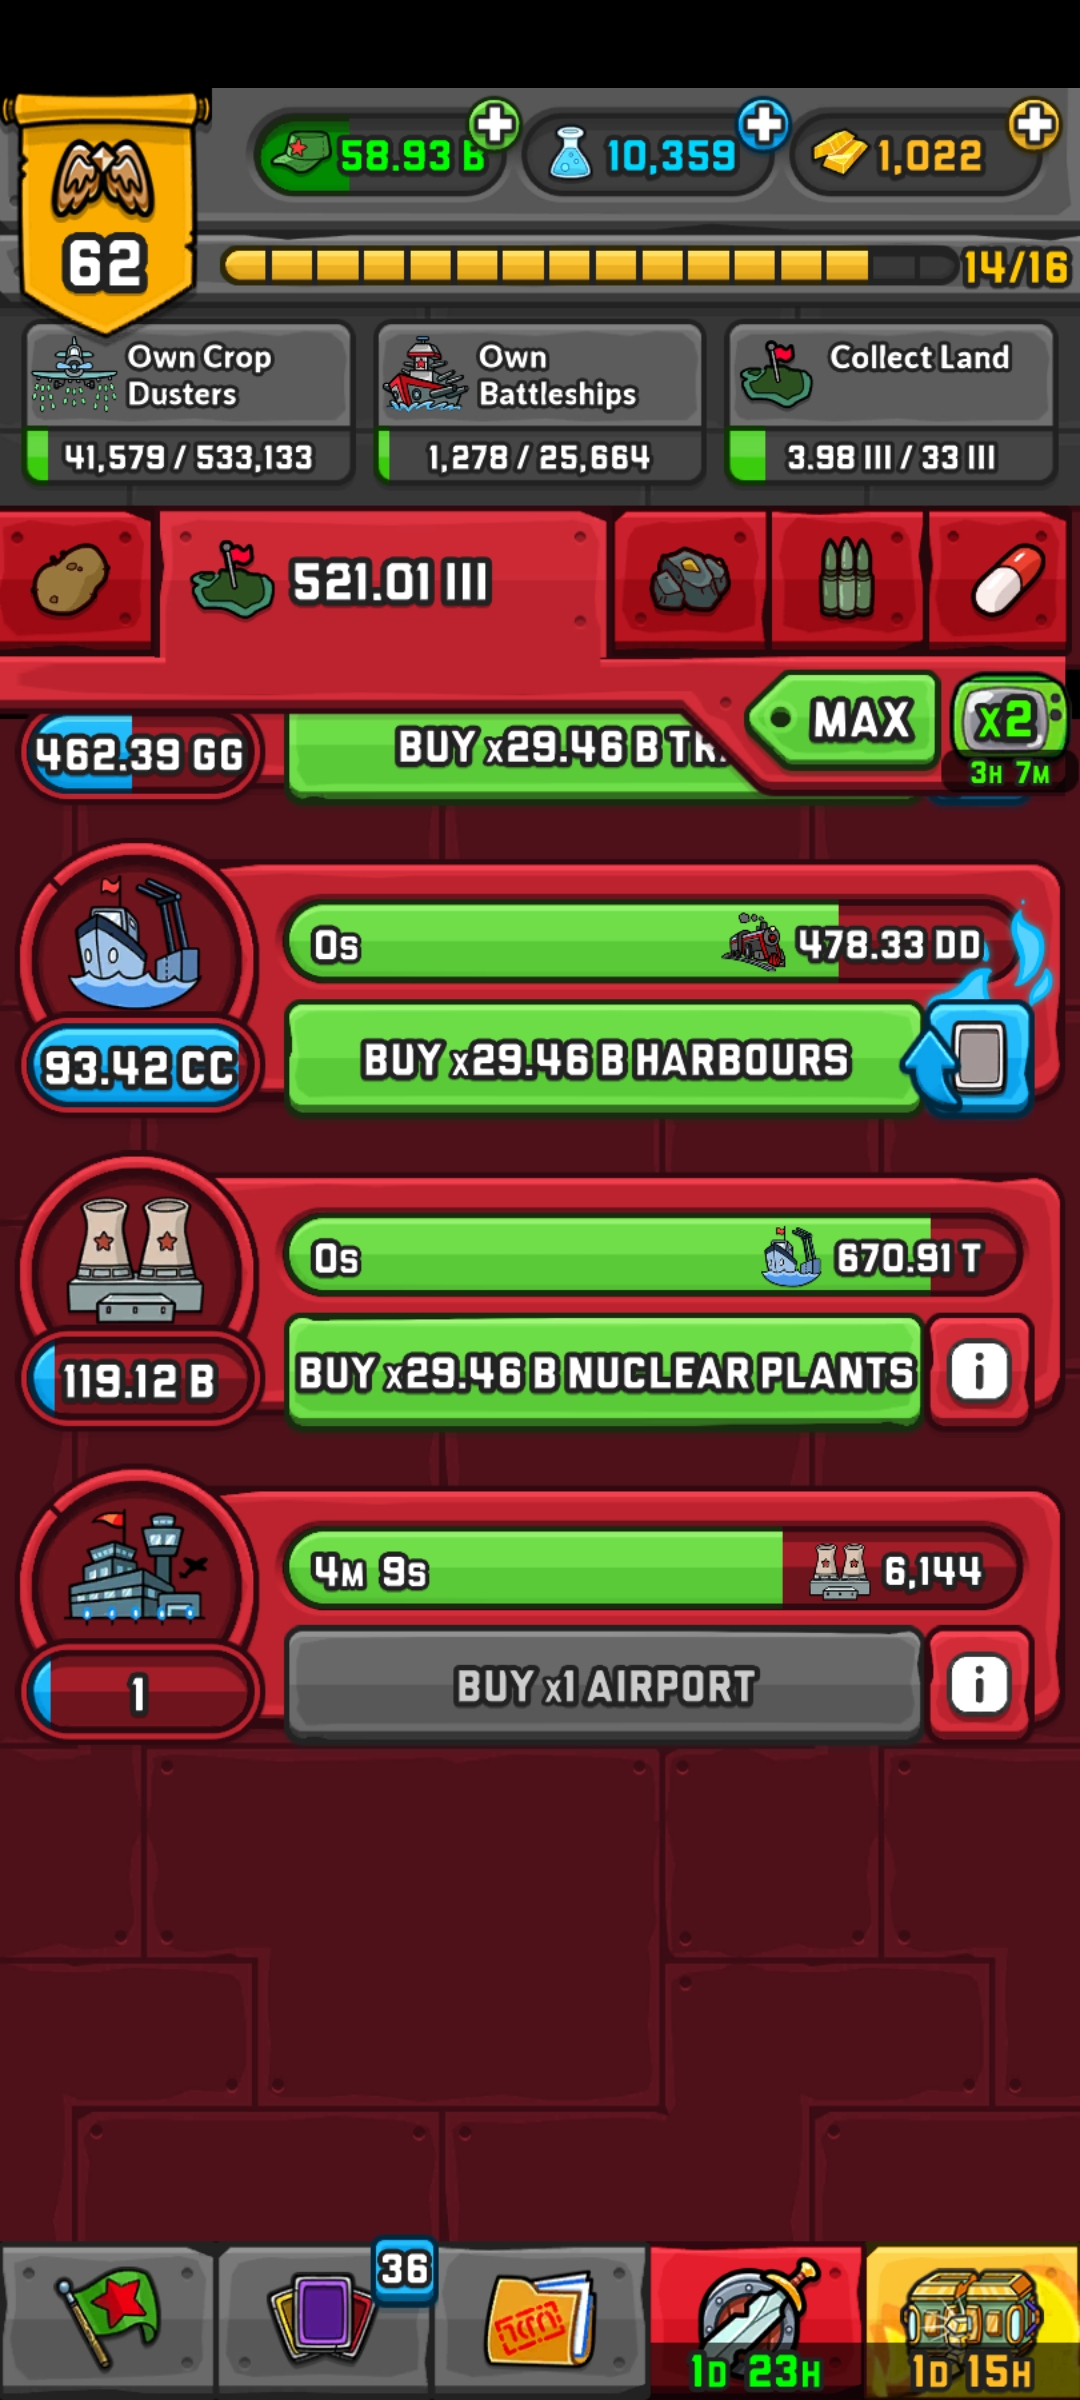 58.93 B
10,359
1,022
62
14/16
Own Crop Dusters
41,579 / 533,133
Own Battleships
1,278 / 25,664
Collect Land
3.98 III / 33 III
521.01 III
MAX
x2
3H 7M
462.39 GG
BUY x29.46 B TR
0s
478.33 DD
93.42 CC
BUY x29.46 B HARBOURS
0s
670.91 T
119.12 B
BUY x29.46 B NUCLEAR PLANTS
i
4M 9s
6,144
1
BUY x1 AIRPORT
i
36
1D 23H
1D 15H